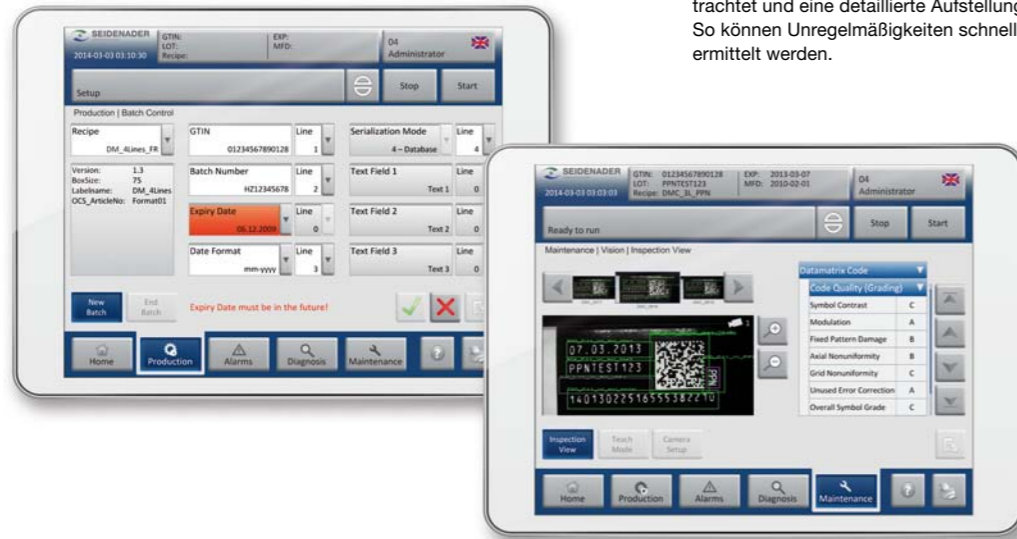 trachtet und eine detaillierte Aufstellung
So können Unregelmäßigkeiten schnell
ermittelt werden.
SEIDENADER
2014-03-03 03:10:30
GTIN:
LOT:
Recipe:
EXP:
MFD:
04
Administrator
Setup
Stop
Start
Production | Batch Control
Recipe
DM_4Lines_FR
GTIN
01234567890128
Line
1
Serialization Mode
4 – Database
Line
4
Version: 1.3
BoxSize: 75
Labelname: DM_4Lines
OCS_ArticleNo: Format01
Batch Number
HZ12345678
Line
2
Text Field 1
Text 1
Line
0
Expiry Date
06.12.2009
Line
0
Text Field 2
Text 2
Line
0
Date Format
mm-yyyy
Line
3
Text Field 3
Text 3
Line
0
New
Batch
End
Batch
Expiry Date must be in the future!
Home
Production
Alarms
Diagnosis
Maintenance
SEIDENADER
2014-03-03 03:03:03
GTIN: 01234567890128
LOT: PPNTEST123
Recipe: DMC_3L_PPN
EXP: 2013-03-07
MFD: 2010-02-01
04
Administrator
Ready to run
Stop
Start
Maintenance | Vision | Inspection View
1
07.03.2013
PPNTEST123
Ndd
14013022516555382210
Datamatrix Code
Code Quality (Grading)
Symbol Contrast C
Modulation A
Fixed Pattern Damage B
Axial Nonuniformity B
Grid Nonuniformity C
Unused Error Correction A
Overall Symbol Grade C
Inspection
View
Teach
Mode
Camera
Setup
Home
Production
Alarms
Diagnosis
Maintenance